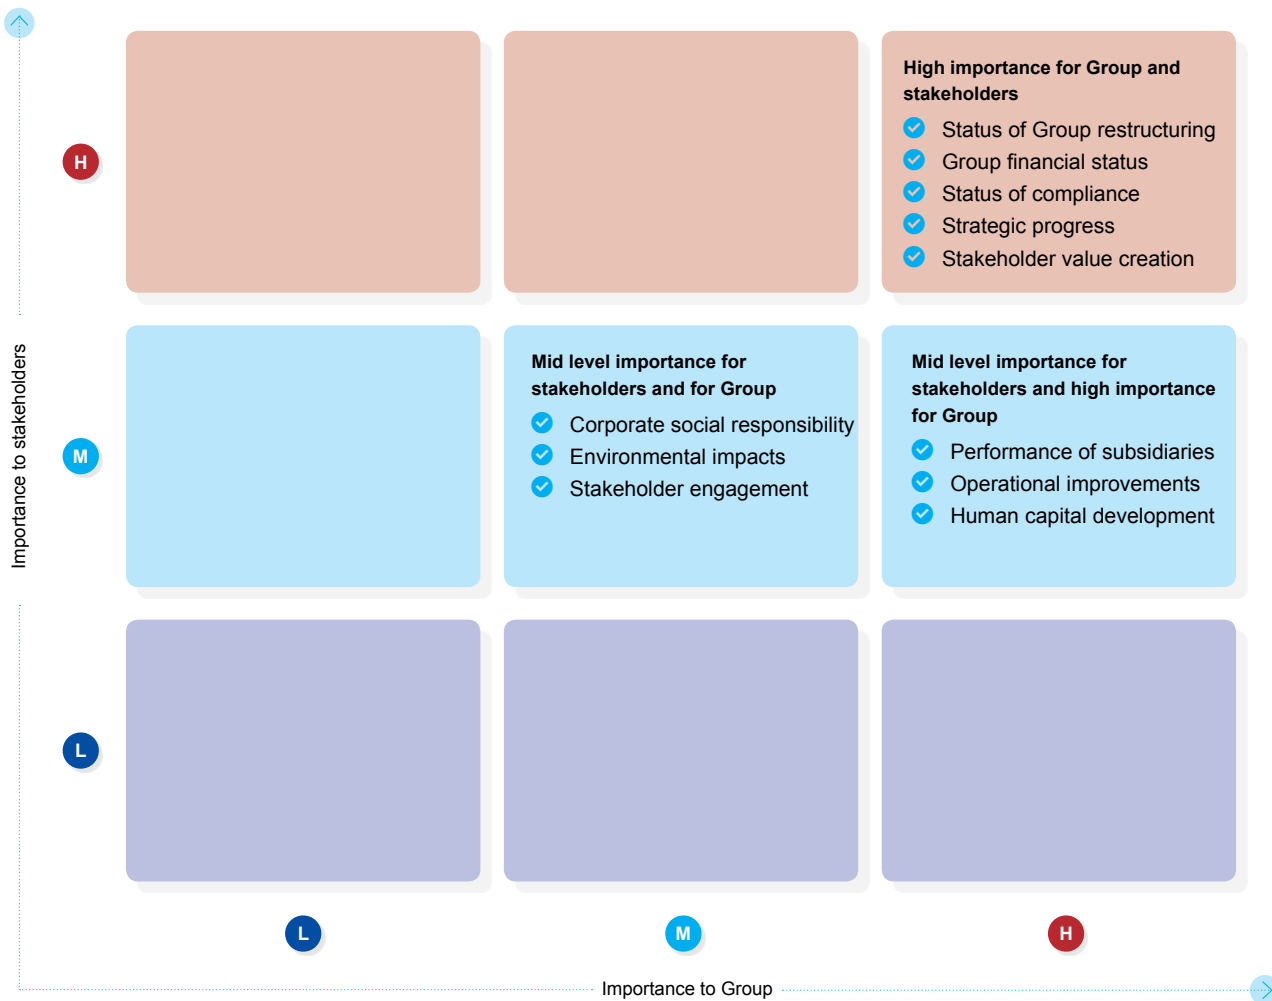 High importance for Group and
stakeholders
Status of Group restructuring
Group financial status
Status of compliance
Strategic progress
Stakeholder value creation
H
Importance to stakeholders
M
Mid level importance for
stakeholders and for Group
Corporate social responsibility
Environmental impacts
Stakeholder engagement
Mid level importance for
stakeholders and high importance
for Group
Performance of subsidiaries
Operational improvements
Human capital development
L
L
M
H
Importance to Group